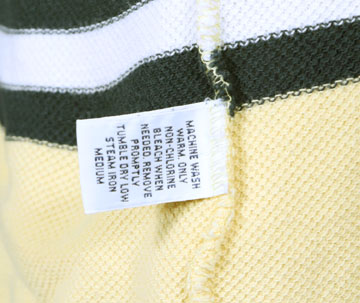 MACHINE WASH
WARM. ONLY
NON-CHLORINE
BLEACH WHEN
NEEDED. REMOVE
PROMPTLY
TUMBLE DRY LOW
STEAM IRON
MEDIUM